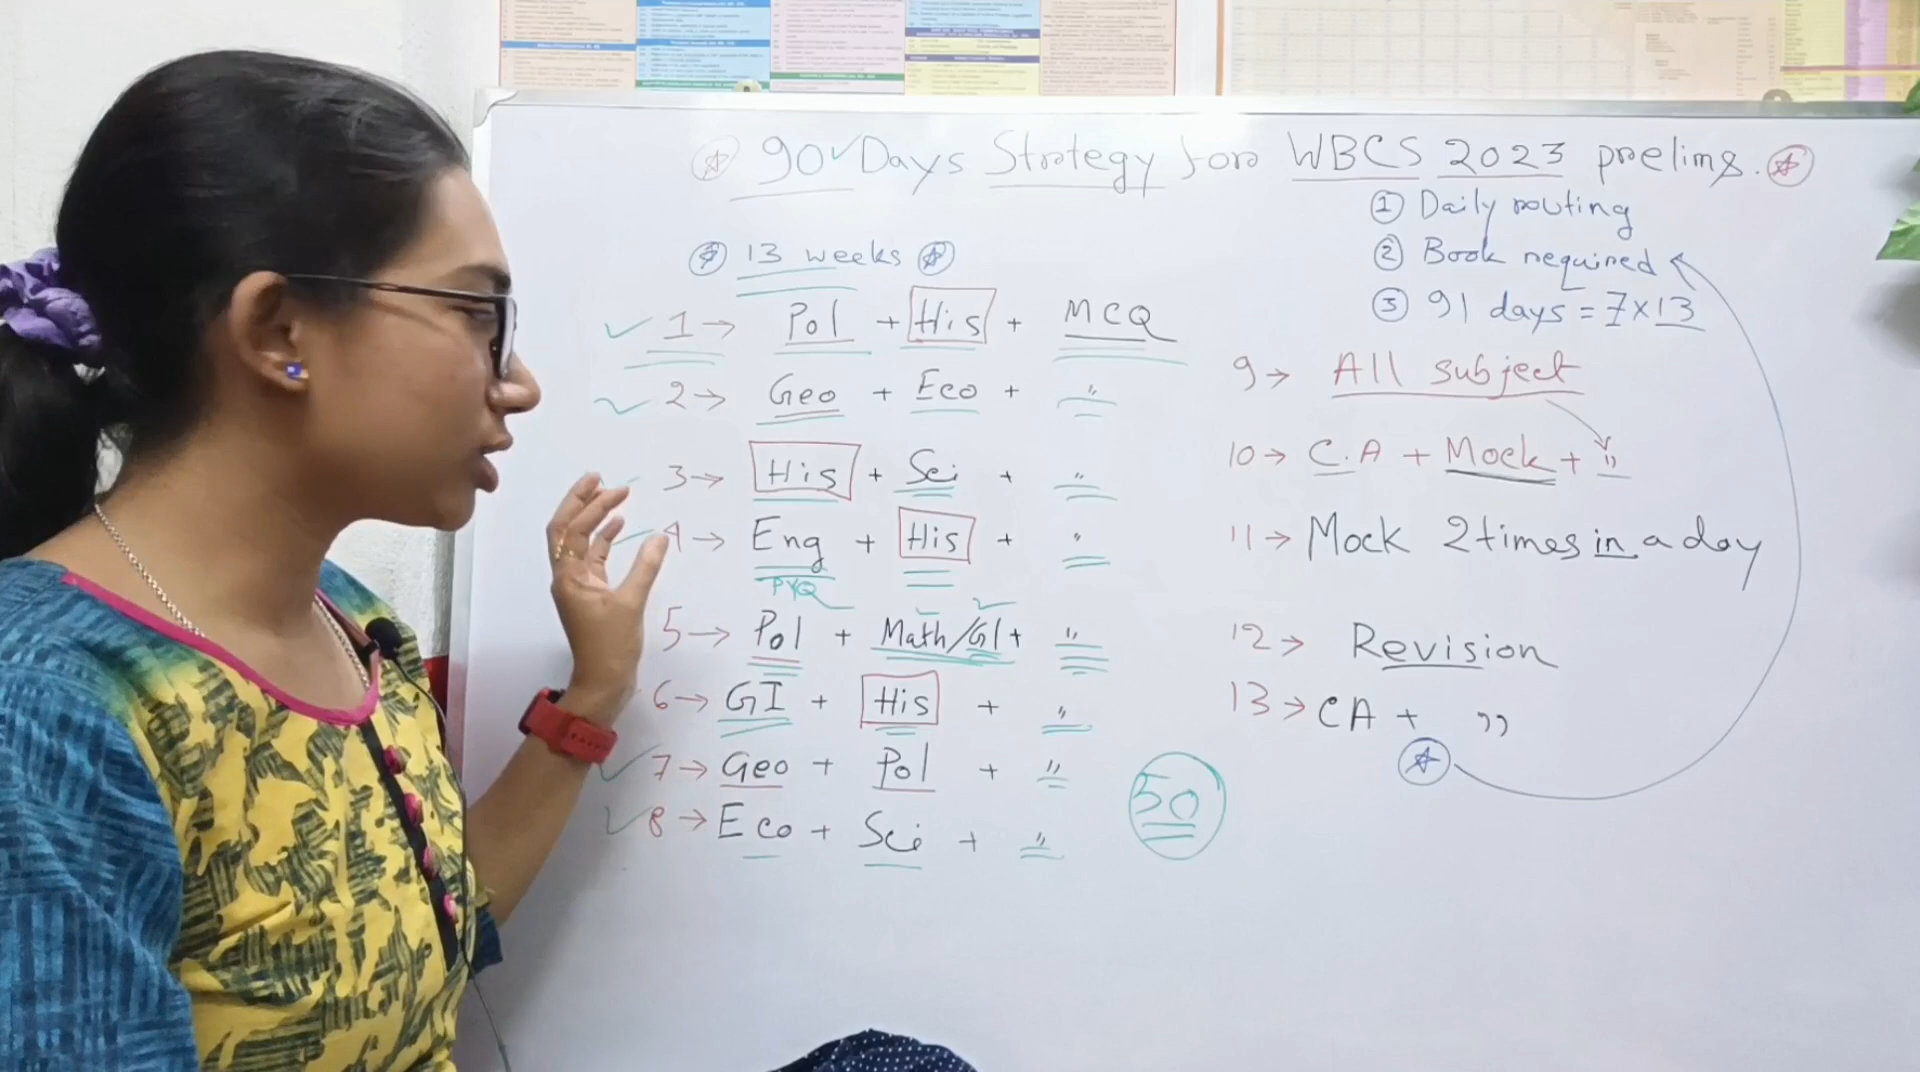 90 Days Strategy for WBCS 2023 prelims.
① Daily routing
② Book required
③ 91 days = 7×13
13 weeks
1→ Pol + His + MCQ
2→ Geo + Eco + "
3→ His + Sci + "
4→ Eng + His + "
PYQ
5→ Pol + Math/GI + "
6→ GI + His + "
7→ Geo + Pol + "
8→ Eco + Sci + "
50
9→ All subject
10→ C.A + Mock + "
11→ Mock 2 times in a day
12→ Revision
13→ CA + "